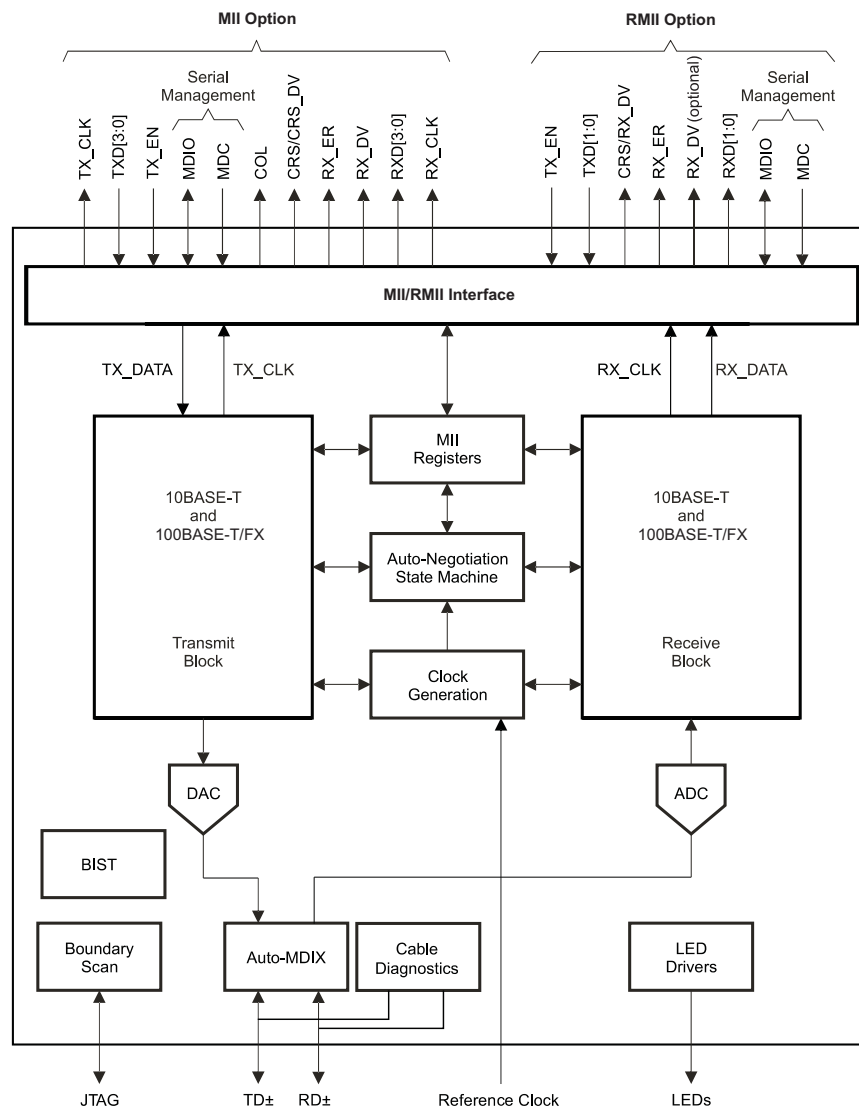 MII Option
RMII Option
Serial
Management
Serial
Management
TX_CLK
TXD[3:0]
TX_EN
MDIO
MDC
COL
CRS/CRS_DV
RX_ER
RX_DV
RXD[3:0]
RX_CLK
TX_EN
TXD[1:0]
CRS/RX_DV
RX_ER
RX_DV (optional)
RXD[1:0]
MDIO
MDC
MII/RMII Interface
TX_DATA
TX_CLK
RX_CLK
RX_DATA
10BASE-T
and
100BASE-T/FX
Transmit
Block
MII
Registers
Auto-Negotiation
State Machine
Clock
Generation
10BASE-T
and
100BASE-T/FX
Receive
Block
DAC
ADC
BIST
Boundary
Scan
Auto-MDIX
Cable
Diagnostics
LED
Drivers
JTAG
TD±
RD±
Reference Clock
LEDs